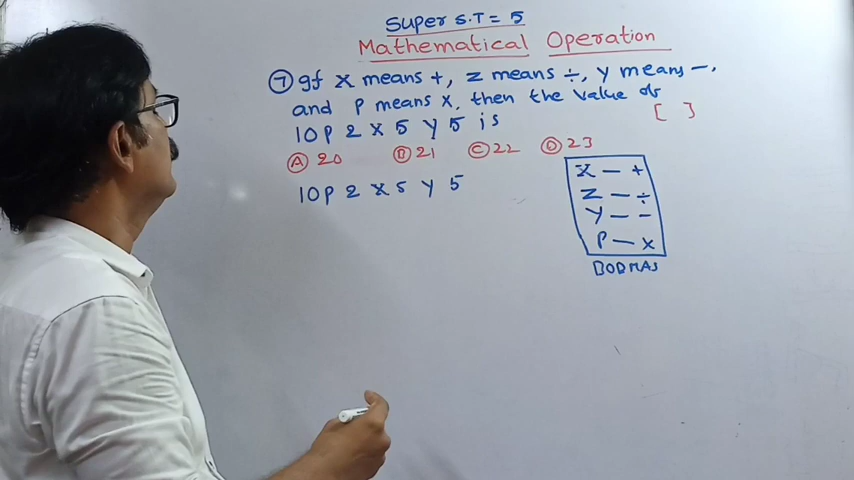 Super S.T = 5
Mathematical Operation
⑦ If X means +, Z means ÷, Y means -,
and P means x, then the value of
10 P 2 X 5 Y 5 is [ ]
Ⓐ 20 Ⓑ 21 Ⓒ 22 Ⓓ 23
10 P 2 X 5 Y 5
X — +
Z — ÷
Y — -
P — x
BODMAS